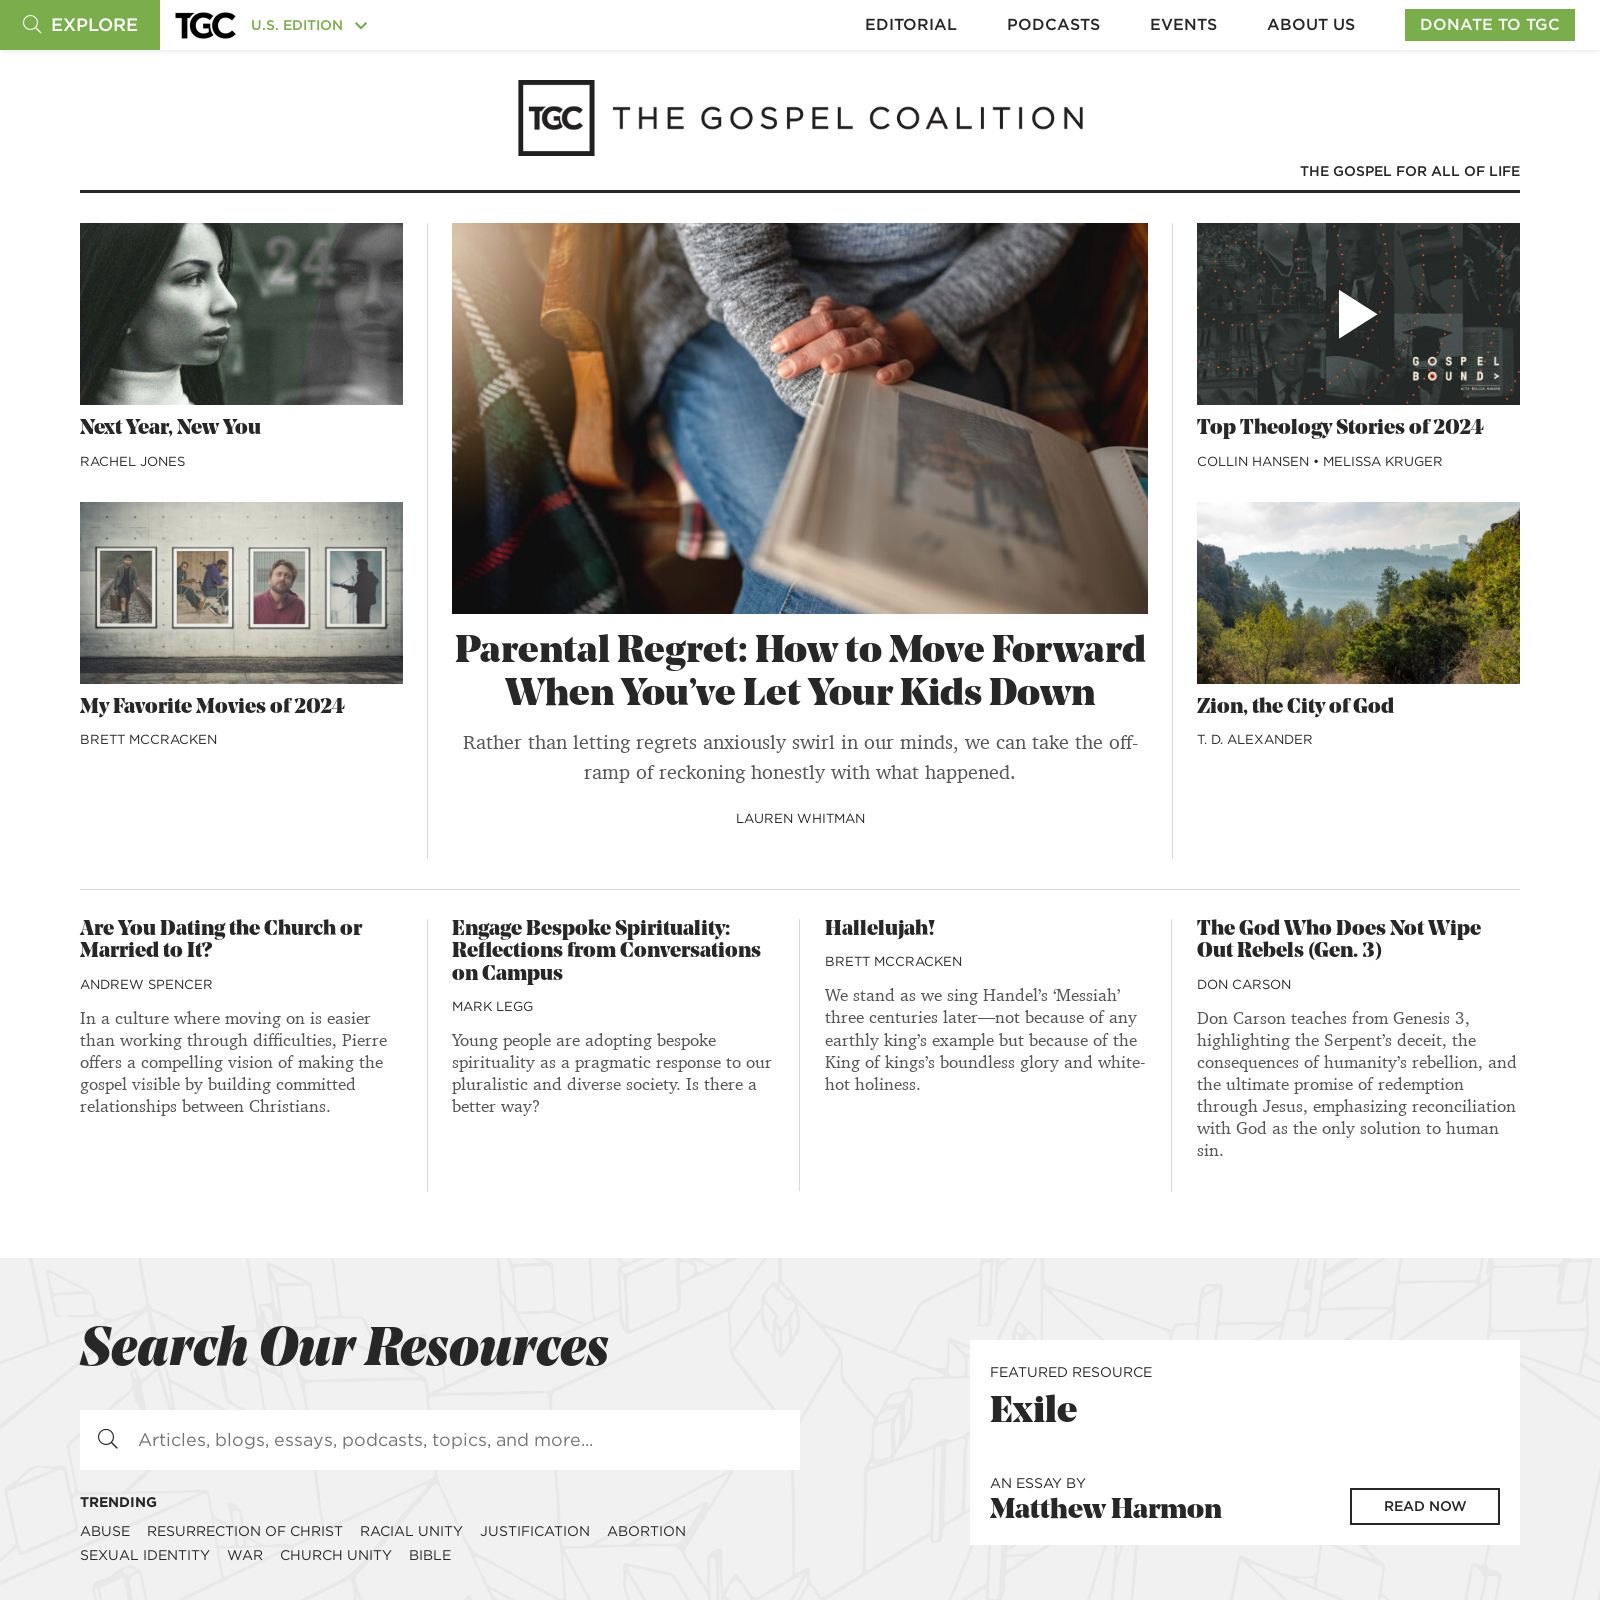 EXPLORE
TGC
U.S. EDITION
EDITORIAL
PODCASTS
EVENTS
ABOUT US
DONATE TO TGC
TGC THE GOSPEL COALITION
THE GOSPEL FOR ALL OF LIFE
24
Next Year, New You
RACHEL JONES
My Favorite Movies of 2024
BRETT MCCRACKEN
Parental Regret: How to Move Forward
When You’ve Let Your Kids Down
Rather than letting regrets anxiously swirl in our minds, we can take the off-
ramp of reckoning honestly with what happened.
LAUREN WHITMAN
GOSPEL
BOUND>
Top Theology Stories of 2024
COLLIN HANSEN • MELISSA KRUGER
Zion, the City of God
T. D. ALEXANDER
Are You Dating the Church or
Married to It?
ANDREW SPENCER
In a culture where moving on is easier
than working through difficulties, Pierre
offers a compelling vision of making the
gospel visible by building committed
relationships between Christians.
Engage Bespoke Spirituality:
Reflections from Conversations
on Campus
MARK LEGG
Young people are adopting bespoke
spirituality as a pragmatic response to our
pluralistic and diverse society. Is there a
better way?
Hallelujah!
BRETT MCCRACKEN
We stand as we sing Handel’s ‘Messiah’
three centuries later—not because of any
earthly king’s example but because of the
King of kings’s boundless glory and white-
hot holiness.
The God Who Does Not Wipe
Out Rebels (Gen. 3)
DON CARSON
Don Carson teaches from Genesis 3,
highlighting the Serpent’s deceit, the
consequences of humanity’s rebellion, and
the ultimate promise of redemption
through Jesus, emphasizing reconciliation
with God as the only solution to human
sin.
Search Our Resources
Articles, blogs, essays, podcasts, topics, and more...
TRENDING
ABUSE RESURRECTION OF CHRIST RACIAL UNITY JUSTIFICATION ABORTION
SEXUAL IDENTITY WAR CHURCH UNITY BIBLE
FEATURED RESOURCE
Exile
AN ESSAY BY
Matthew Harmon
READ NOW